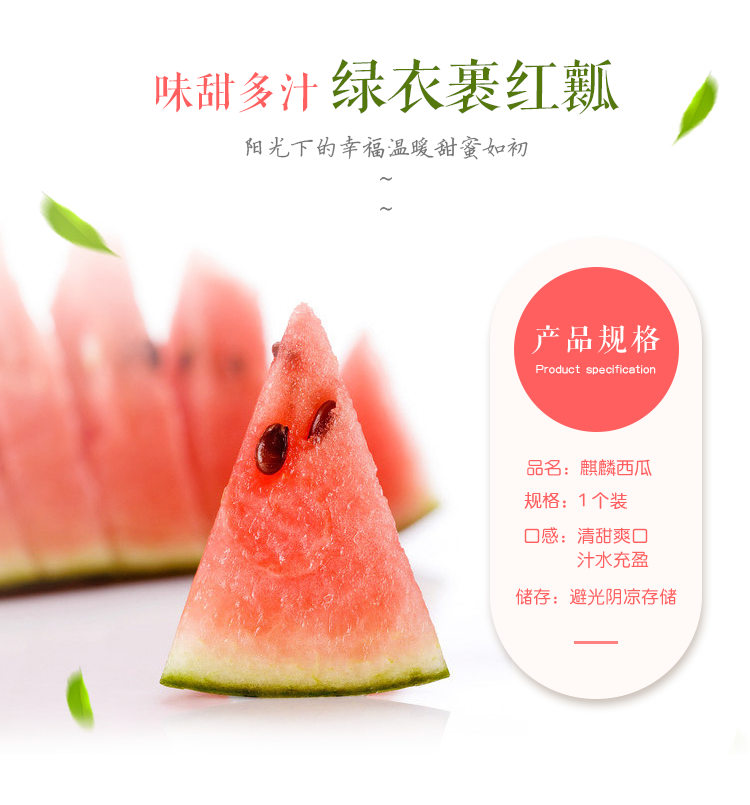 味甜多汁 绿衣裹红瓤
阳光下的幸福温暖甜蜜如初
~
~
产品规格
Product specification
品名：麒麟西瓜
规格：1个装
口感：清甜爽口
汁水充盈
储存：避光阴凉存储